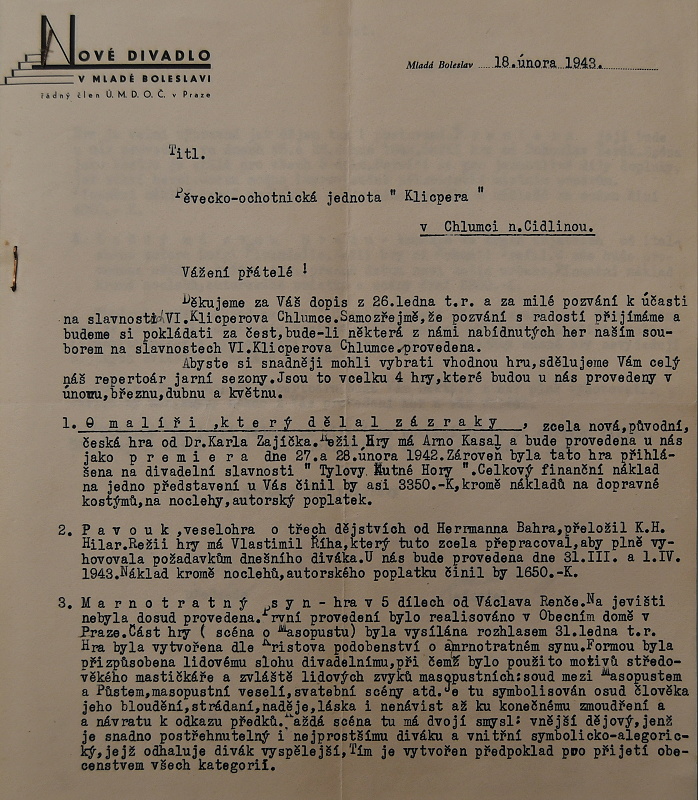 NOVÉ DIVADLO
V MLADÉ BOLESLAVI
řádný člen Ú.M.D.O.Č. v Praze
Mladá Boleslav 18.února 1943.
Titl.
Pěvecko-ochotnická jednota " Klicpera "
v Chlumci n.Cidlinou.
Vážení přátelé !
Děkujeme za Váš dopis z 26.ledna t.r. a za milé pozvání k účasti
na slavnosti VI.Klicperova Chlumce.Samozřejmě,že pozvání s radostí přijímáme a
budeme si pokládati za čest,bude-li některá z námi nabídnutých her naším sou-
borem na slavnostech VI.Klicperova Chlumce.provedena.
Abyste si snadněji mohli vybrati vhodnou hru,sdělujeme Vám celý
náš repertoár jarní sezony.Jsou to vcelku 4 hry,které budou u nás provedeny v
únoru,březnu,dubnu a květnu.
1. O malíři ,který dělal zázraky , zcela nová,původní,
česká hra od Dr.Karla Zajíčka.Režii Hry má Arno Kasal a bude provedena u nás
jako p r e m i e r a dne 27.a 28.února 1942.Zároveň byla tato hra přihlá-
šena na divadelní slavnosti " Tylovy Kutné Hory ".Celkový finanční náklad
na jedno představení u Vás činil by asi 3350.-K,kromě nákladů na dopravné
kostýmů,na noclehy,autorský poplatek.
2. P a v o u k ,veselohra o třech dějstvích od Herrmanna Bahra,přeložil K.H.
Hilar.Režii hry má Vlastimil Říha,který tuto zcela přepracoval,aby plně vy-
hovovala požadavkům dnešního diváka.U nás bude provedena dne 31.III. a 1.IV.
1943.Náklad kromě noclehů,autorského poplatku činil by 1650.-K.
3. M a r n o t r a t n ý s y n - hra v 5 dílech od Václava Renče.Na jevišti
nebyla dosud provedena.První provedení bylo realisováno v Obecním domě v
Praze.Část hry ( scéna o Masopustu) byla vysílána rozhlasem 31.ledna t.r.
Hra byla vytvořena dle Kristova podobenství o amrnotratném synu.Formou byla
přizpůsobena lidovému slohu divadelnímu,při čemž bylo použito motivů středo-
věkého mastičkáře a zvláště lidových zvyků masopustních:soud mezi Masopustem
a Půstem,masopustní veselí,svatební scény atd.Je tu symbolisován osud člověka
jeho bloudění,strádání,naděje,láska i nenávist až ku konečnému zmoudření a
a návratu k odkazu předků.Každá scéna tu má dvojí smysl: vnější dějový,jenž
je snadno postřehnutelný i nejprostšímu diváku a vnitřní symbolicko-alegoric-
ký,jejž odhaluje divák vyspělejší,Tím je vytvořen předpoklad pro přijetí obe-
censtvem všech kategorií.